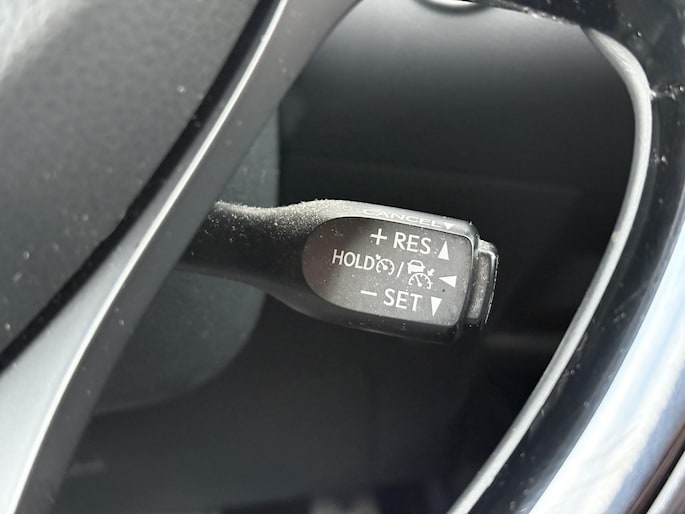 CANCEL
+ RES
HOLD /
− SET